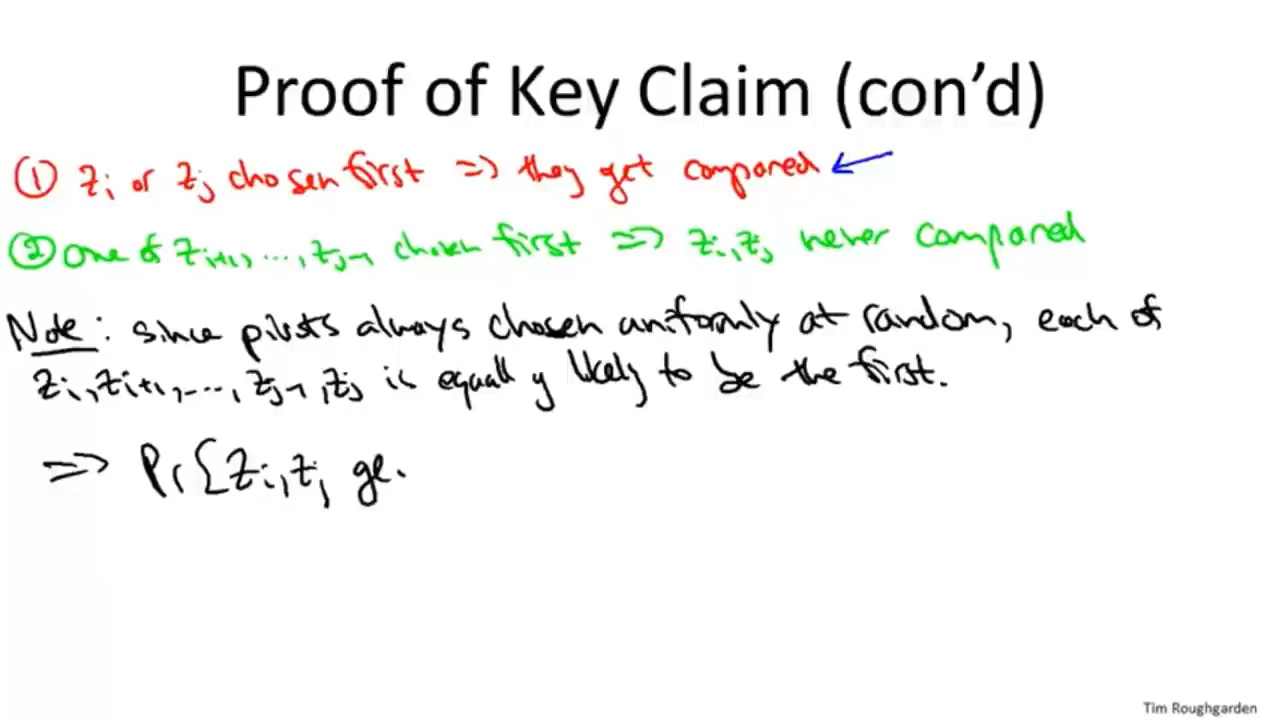 Proof of Key Claim (con’d)
① zi or zj chosen first => they get compared
② one of zi+1, ..., zj-1 chosen first => zi, zj never compared
Note: since pivots always chosen uniformly at random, each of
zi, zi+1, ..., zj-1, zj is equally likely to be the first.
=> Pr[zi, zj ge
Tim Roughgarden